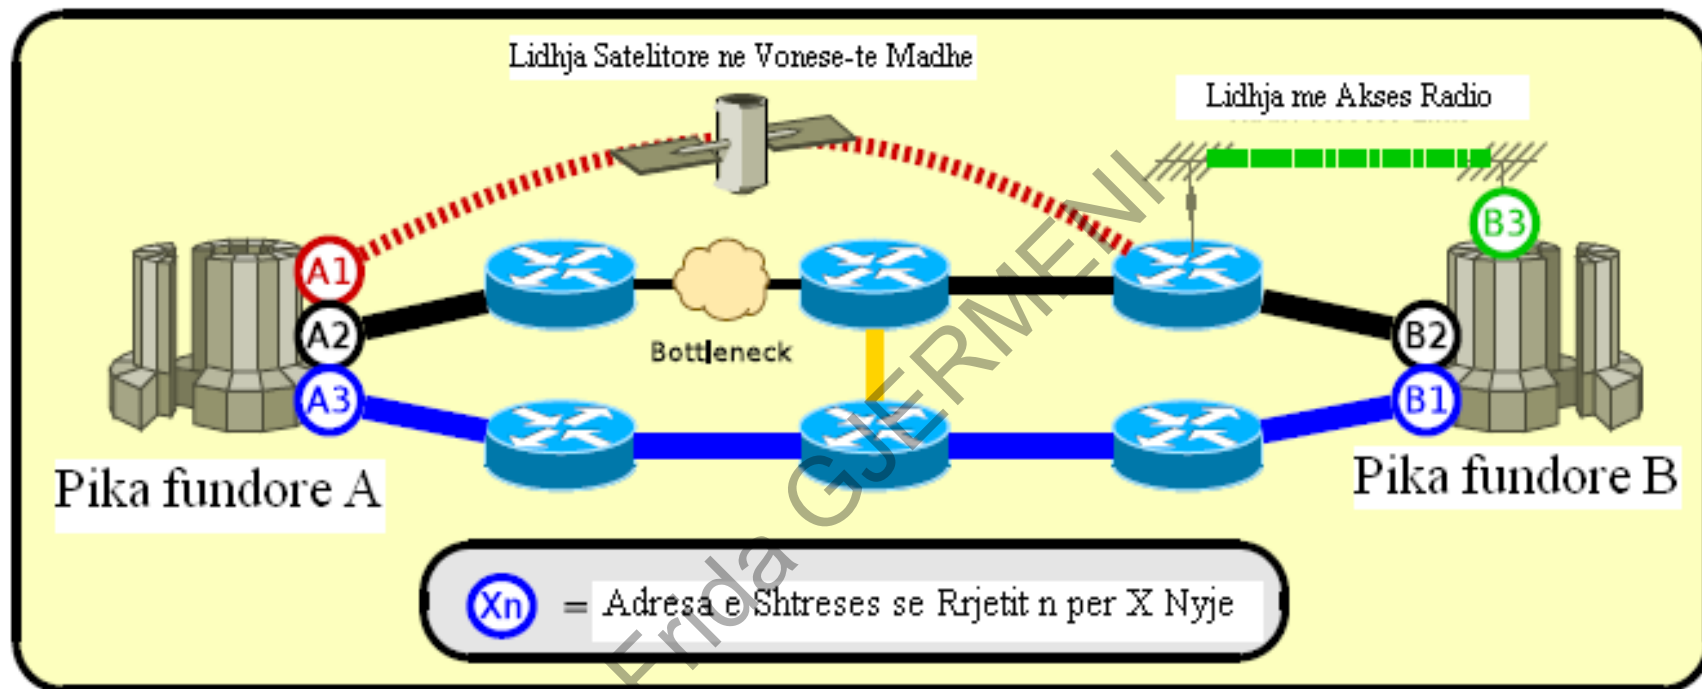 Lidhja Satelitore ne Vonese-te Madhe
Lidhja me Akses Radio
A1
A2
A3
B3
B2
B1
Bottleneck
Pika fundore A
Pika fundore B
Xn = Adresa e Shtreses se Rrjetit n per X Nyje
Erida GJERMENI